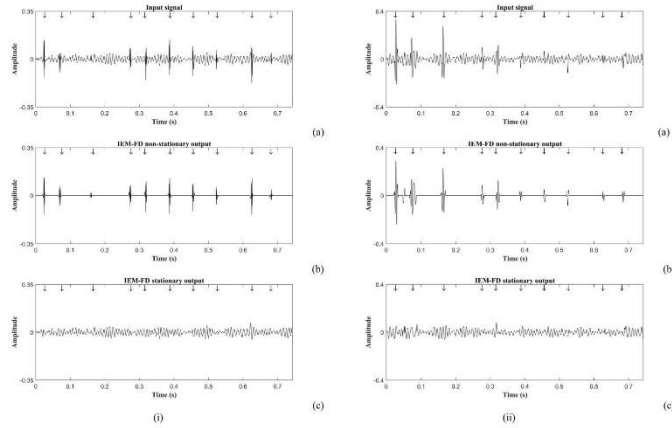 Input signal
0.35
0
-0.35
Amplitude
0 0.1 0.2 0.3 0.4 0.5 0.6 0.7
Time (s)
(a)
IEM-FD non-stationary output
0.35
0
-0.35
Amplitude
0 0.1 0.2 0.3 0.4 0.5 0.6 0.7
Time (s)
(b)
IEM-FD stationary output
0.35
0
-0.35
Amplitude
0 0.1 0.2 0.3 0.4 0.5 0.6 0.7
Time (s)
(c)
(i)
Input signal
0.4
0
-0.4
Amplitude
0 0.1 0.2 0.3 0.4 0.5 0.6 0.7
Time (s)
(a)
IEM-FD non-stationary output
0.4
0
-0.4
Amplitude
0 0.1 0.2 0.3 0.4 0.5 0.6 0.7
Time (s)
(b
IEM-FD stationary output
0.4
0
-0.4
Amplitude
0 0.1 0.2 0.3 0.4 0.5 0.6 0.7
Time (s)
(c
(ii)